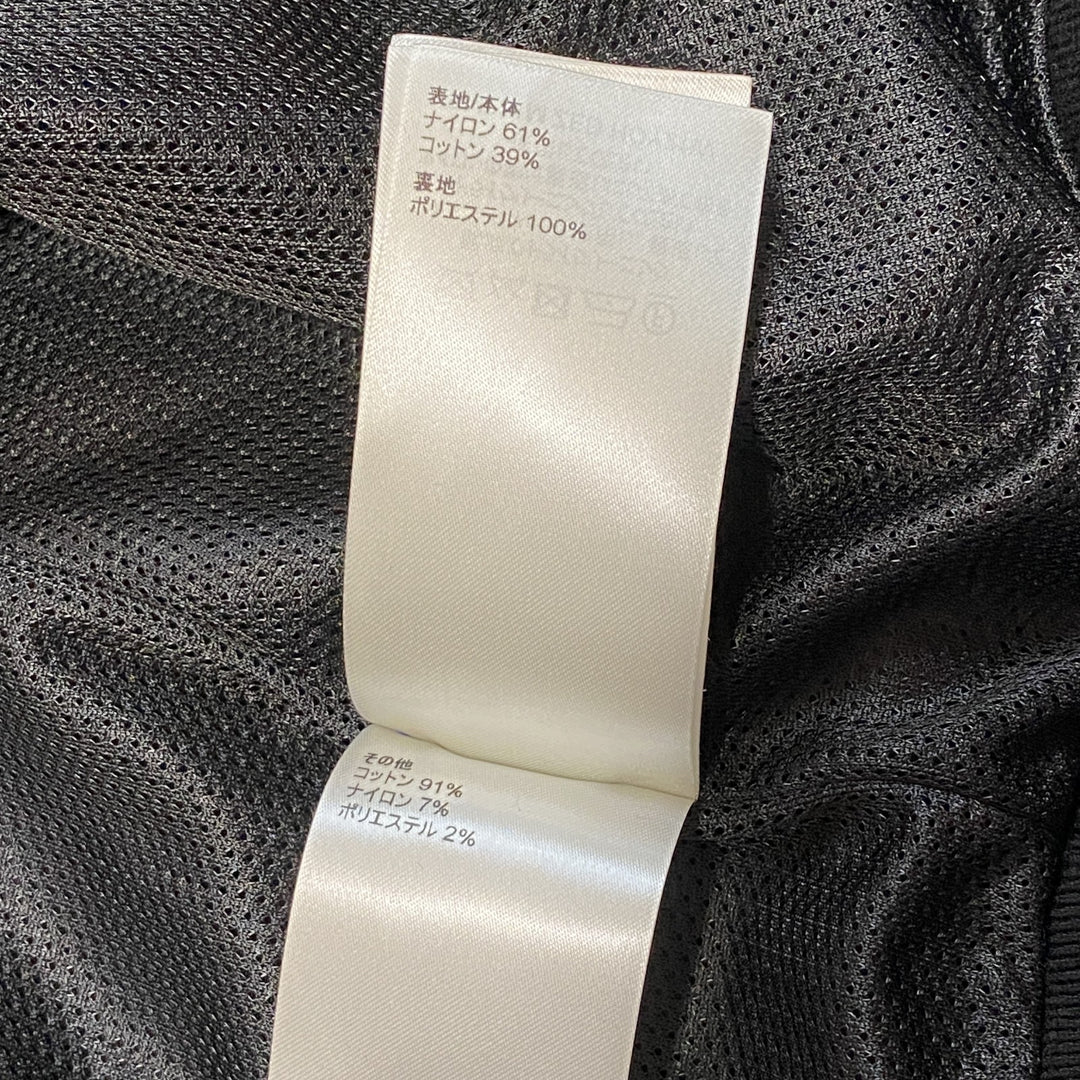 表地/本体
ナイロン 61%
コットン 39%
裏地
ポリエステル 100%
その他
コットン 91%
ナイロン 7%
ポリエステル 2%